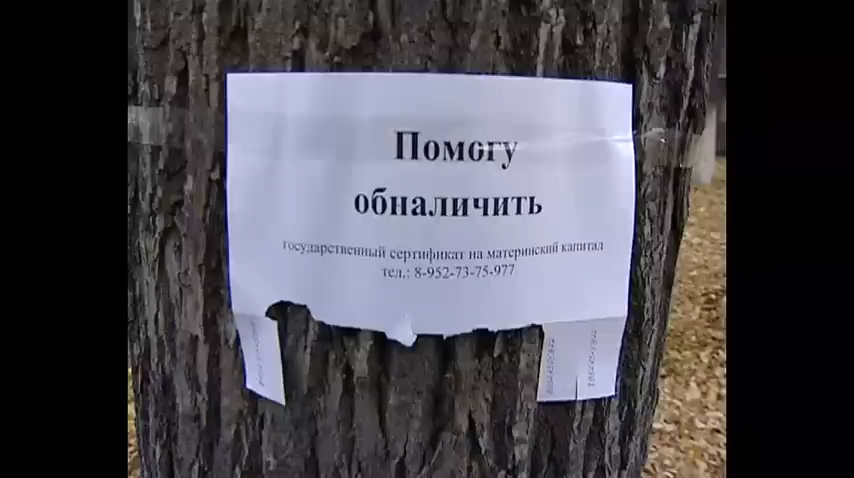 Помогу
обналичить
государственный сертификат на материнский капитал
тел.: 8-952-73-75-977